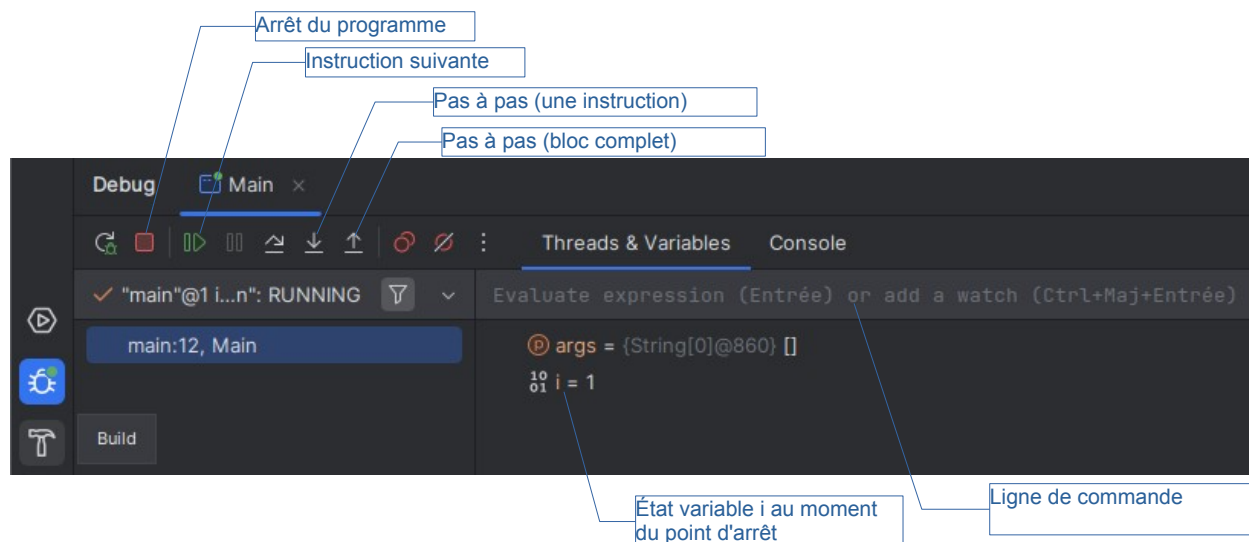 Arrêt du programme
Instruction suivante
Pas à pas (une instruction)
Pas à pas (bloc complet)
Debug Main
Threads & Variables Console
"main"@1 i...n": RUNNING
Evaluate expression (Entrée) or add a watch (Ctrl+Maj+Entrée)
main:12, Main
args = {String[0]@860} []
i = 1
Build
État variable i au moment
du point d'arrêt
Ligne de commande